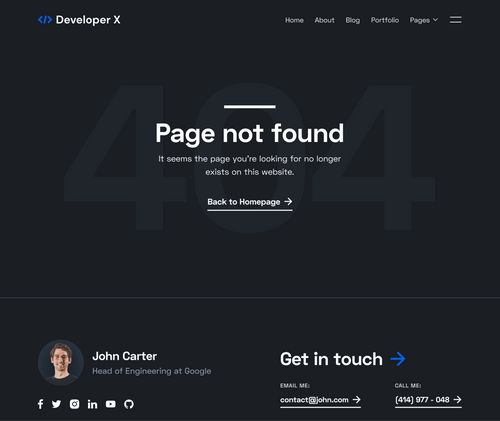 </> Developer X
Home About Blog Portfolio Pages
404
Page not found
It seems the page you're looking for no longer
exists on this website.
Back to Homepage →
John Carter
Head of Engineering at Google
Get in touch →
EMAIL ME:
contact@john.com →
CALL ME:
(414) 977 - 048 →